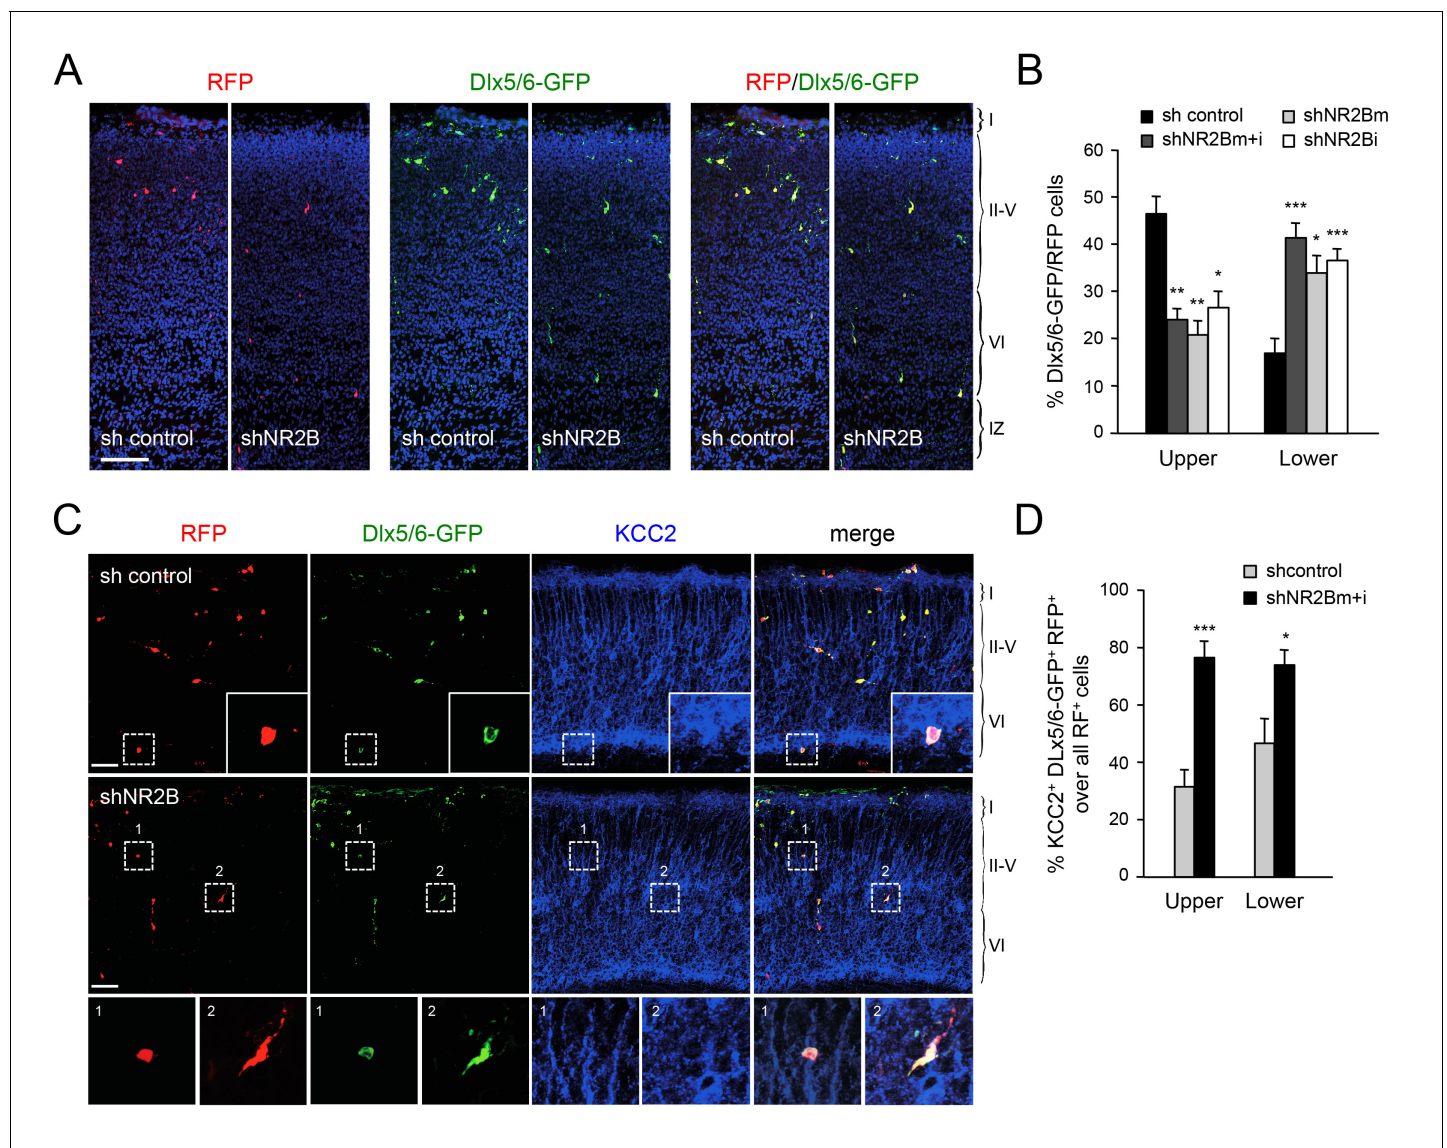 A
RFP
Dlx5/6-GFP
RFP/Dlx5/6-GFP
sh control
shNR2B
sh control
shNR2B
sh control
shNR2B
I
II-V
VI
IZ
B
sh control
shNR2Bm
shNR2Bm+i
shNR2Bi
% Dlx5/6-GFP/RFP cells
60
50
40
30
20
10
0
**
**
*
***
*
***
Upper
Lower
C
RFP
Dlx5/6-GFP
KCC2
merge
sh control
I
II-V
VI
shNR2B
1
2
1
2
1
2
1
2
I
II-V
VI
1
2
1
2
1
2
1
2
D
shcontrol
shNR2Bm+i
% KCC2+ DLx5/6-GFP+ RFP+
over all RF+ cells
100
80
60
40
20
0
***
*
Upper
Lower